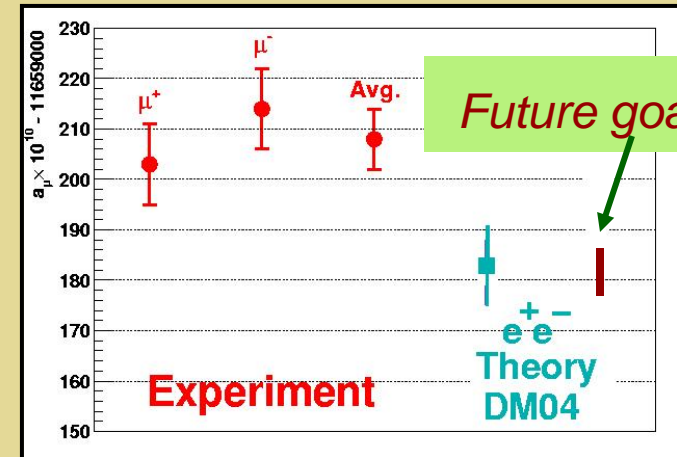 a_μ × 10^-10 - 11659000
230
220
210
200
190
180
170
160
150
μ+
μ-
Avg.
Future goa
e+e-
Theory
DM04
Experiment